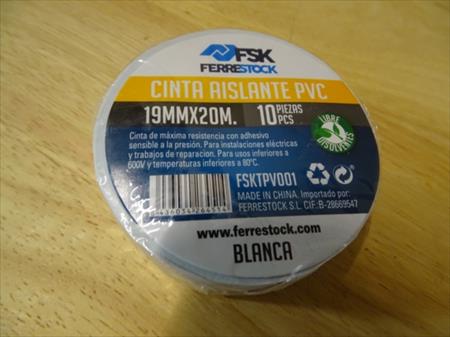 FSK
FERRESTOCK
CINTA AISLANTE PVC
19MMX20M. 10 PIEZAS PCS
Cinta de máxima resistencia con adhesivo
sensible a la presión. Para instalaciones eléctricas
y trabajos de reparacion. Para usos inferiores a
600V y temperaturas inferiores a 80°C.
LIBRE DISOLVENTES
FSKTPV001
MADE IN CHINA. Importado por:
FERRESTOCK S.L. CIF:B-28669547
www.ferrestock.com
BLANCA